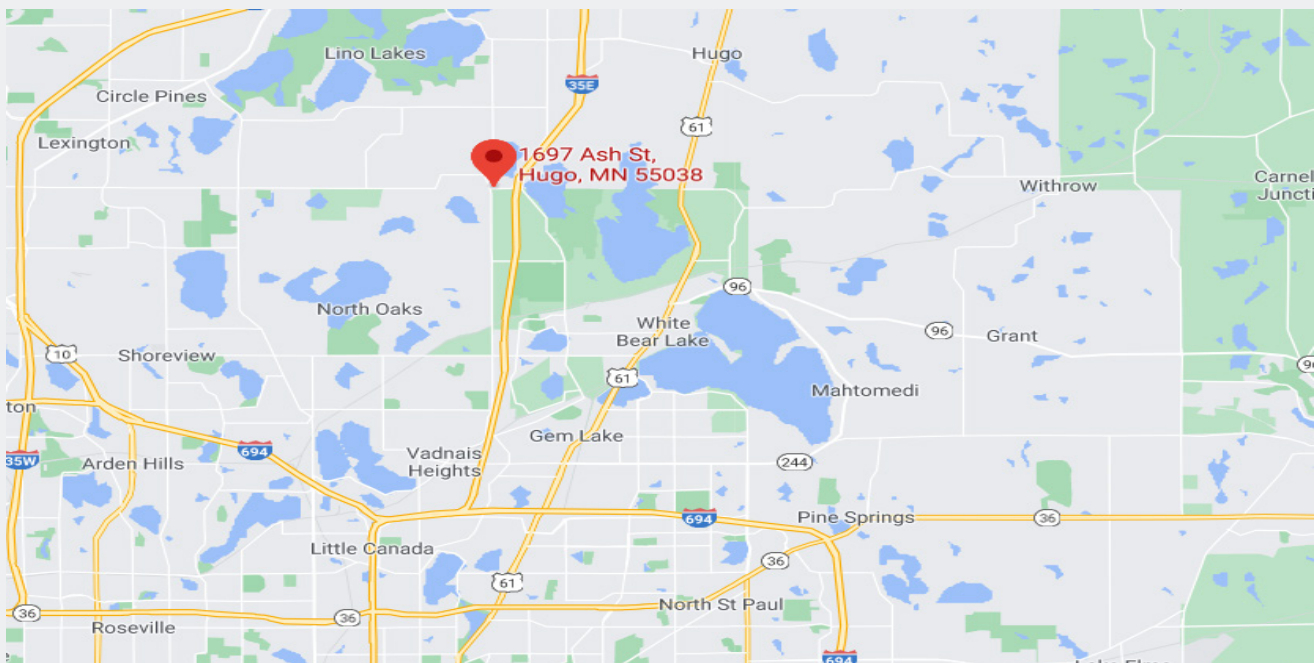 Lino Lakes
Hugo
35E
Circle Pines
61
Lexington
1697 Ash St,
Hugo, MN 55038
Withrow
Carnel
Juncti
96
North Oaks
White
Bear Lake
96
Grant
10
Shoreview
61
Mahtomedi
ton
Gem Lake
694
Vadnais
Heights
35W
Arden Hills
244
694
Pine Springs
36
Little Canada
36
61
North St Paul
36
36
Roseville
694